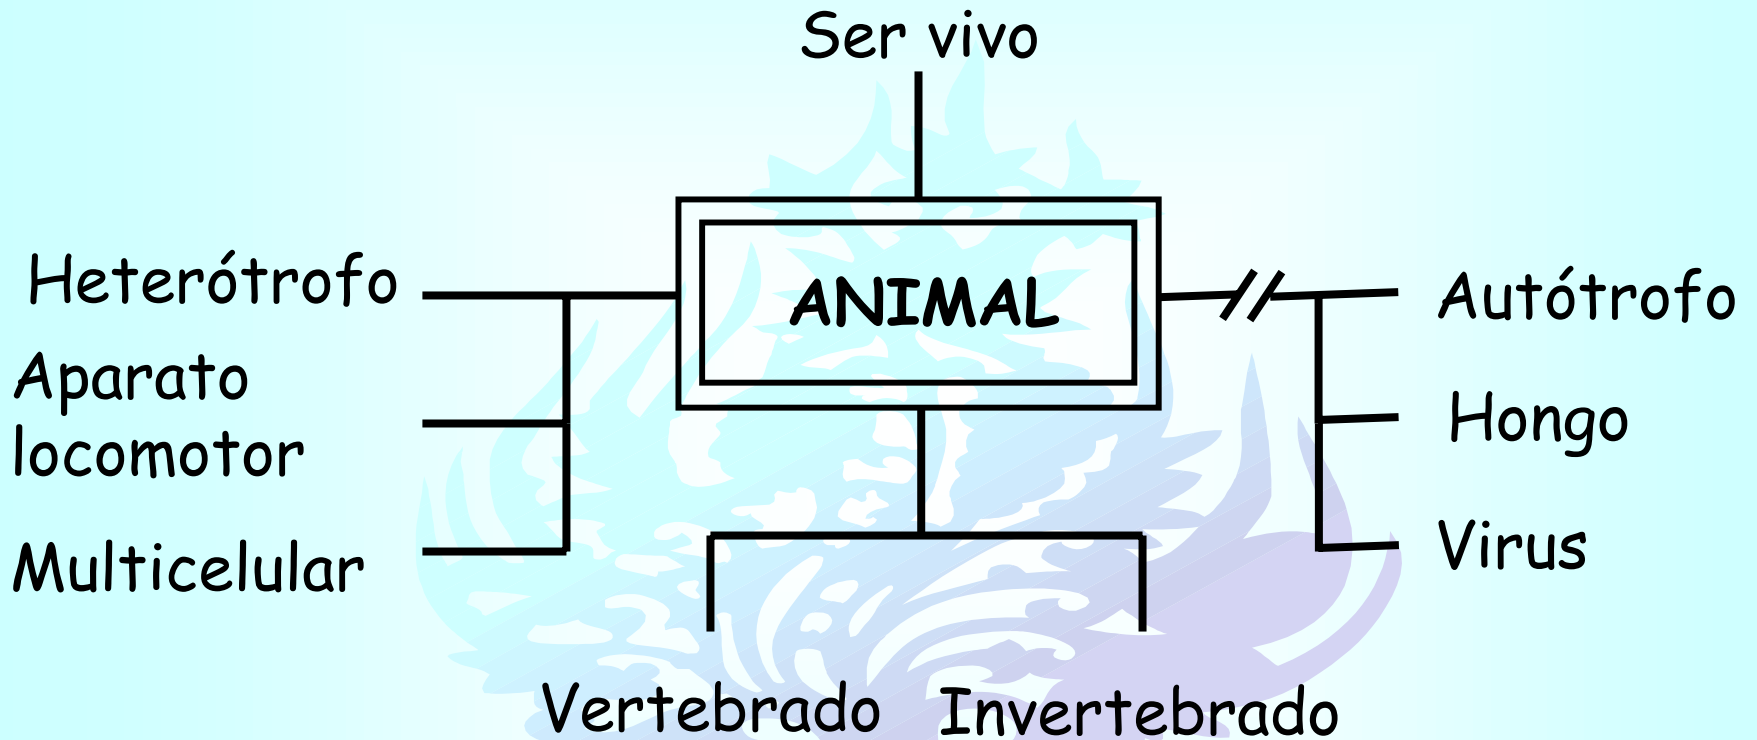 Ser vivo
Heterótrofo
ANIMAL
Autótrofo
Aparato
locomotor
Hongo
Multicelular
Virus
Vertebrado
Invertebrado